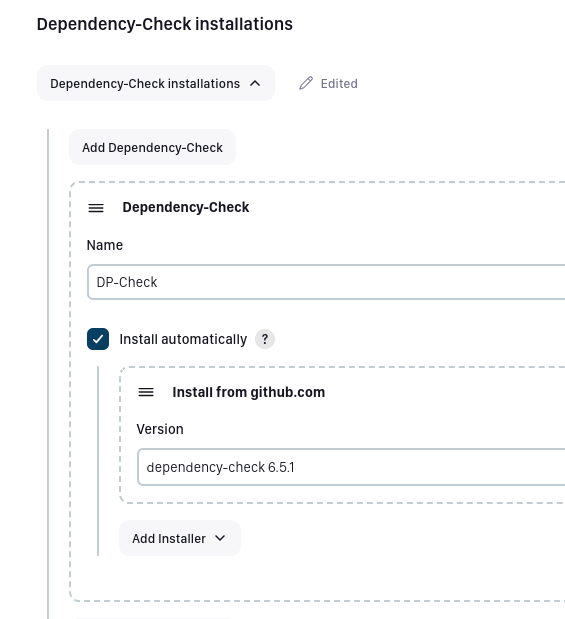 Dependency-Check installations
Dependency-Check installations
Edited
Add Dependency-Check
Dependency-Check
Name
DP-Check
Install automatically ?
Install from github.com
Version
dependency-check 6.5.1
Add Installer